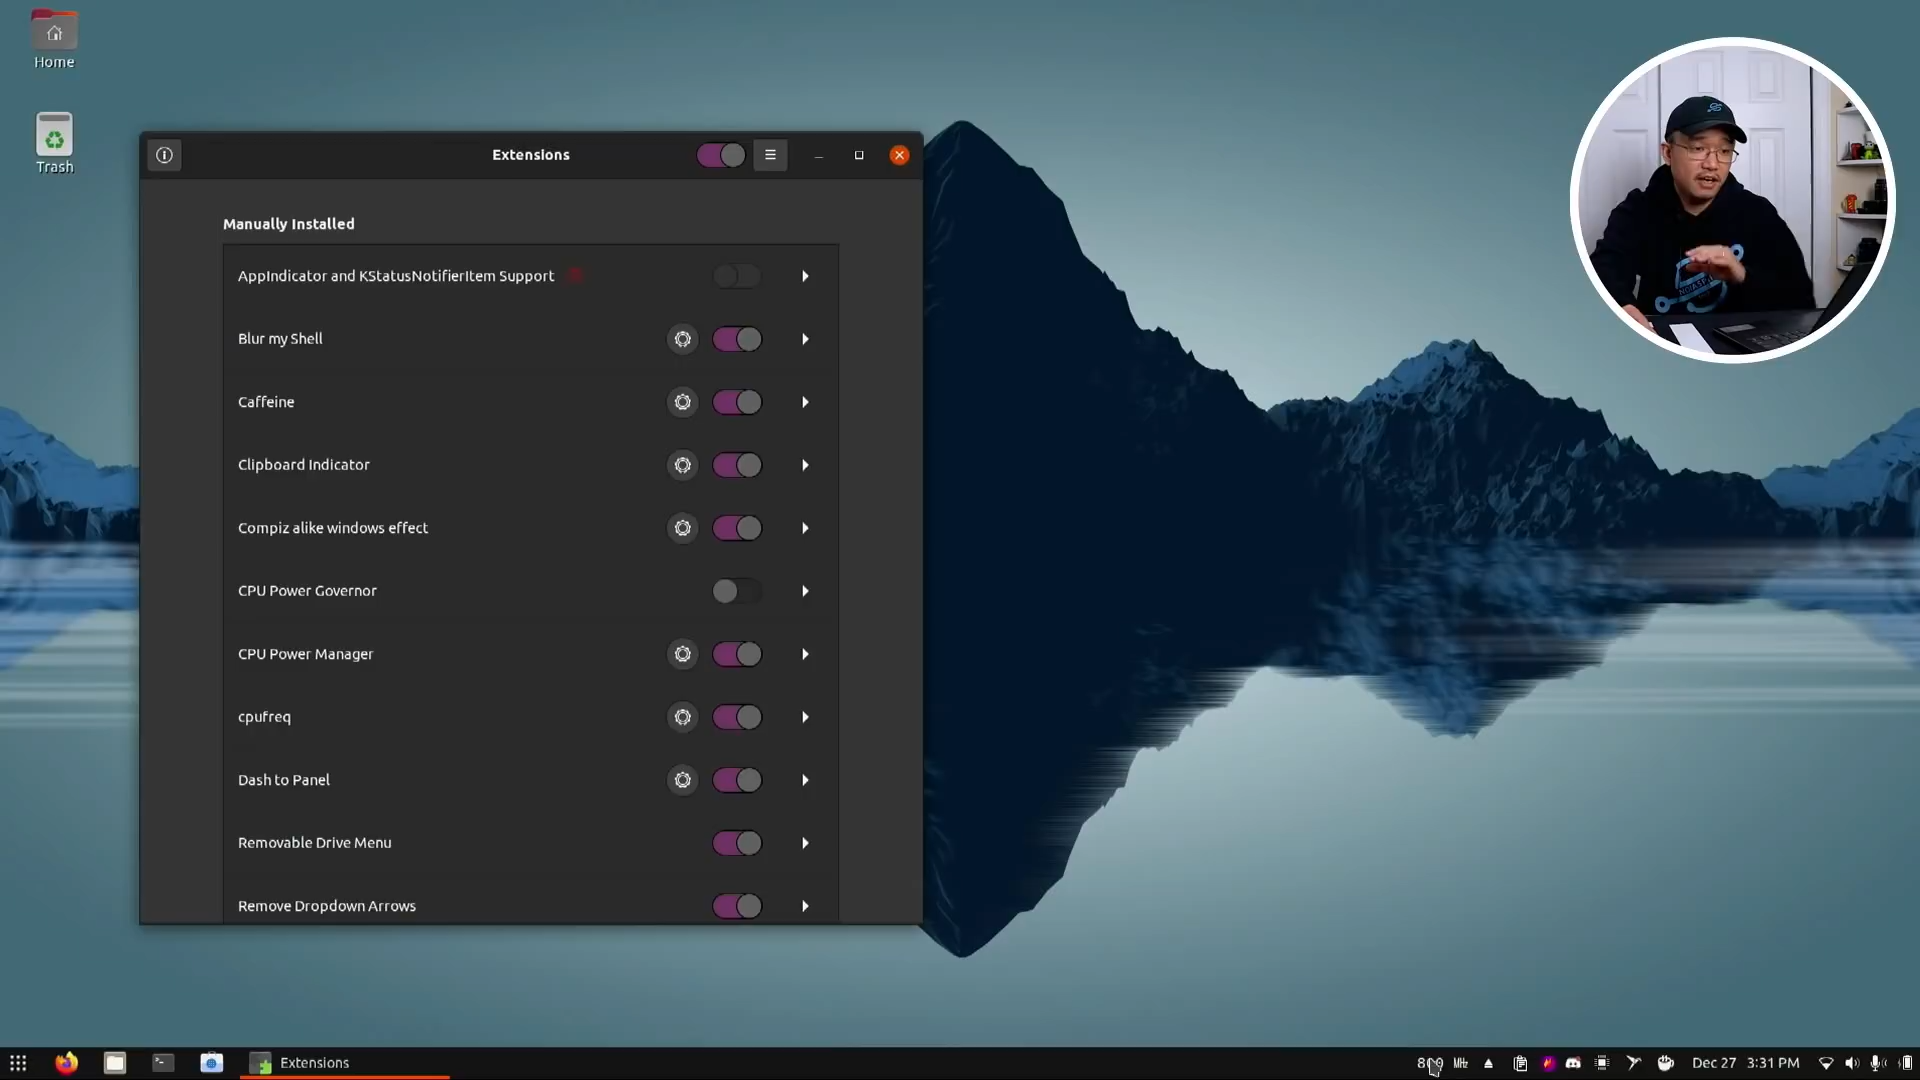 Home
Trash
Extensions
Manually Installed
AppIndicator and KStatusNotifierItem Support
Blur my Shell
Caffeine
Clipboard Indicator
Compiz alike windows effect
CPU Power Governor
CPU Power Manager
cpufreq
Dash to Panel
Removable Drive Menu
Remove Dropdown Arrows
Extensions
MHz
Dec 27 3:31 PM